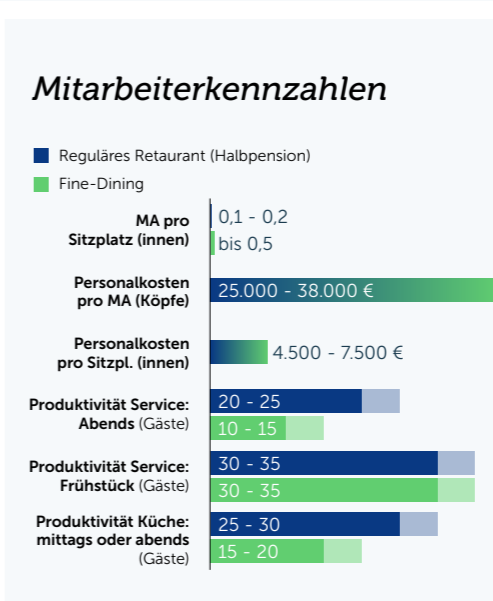 Mitarbeiterkennzahlen
Reguläres Retaurant (Halbpension)
Fine-Dining
MA pro
Sitzplatz (innen)
0,1 - 0,2
bis 0,5
Personalkosten
pro MA (Köpfe)
25.000 - 38.000 €
Personalkosten
pro Sitzpl. (innen)
4.500 - 7.500 €
Produktivität Service:
Abends (Gäste)
20 - 25
10 - 15
Produktivität Service:
Frühstück (Gäste)
30 - 35
30 - 35
Produktivität Küche:
mittags oder abends
(Gäste)
25 - 30
15 - 20